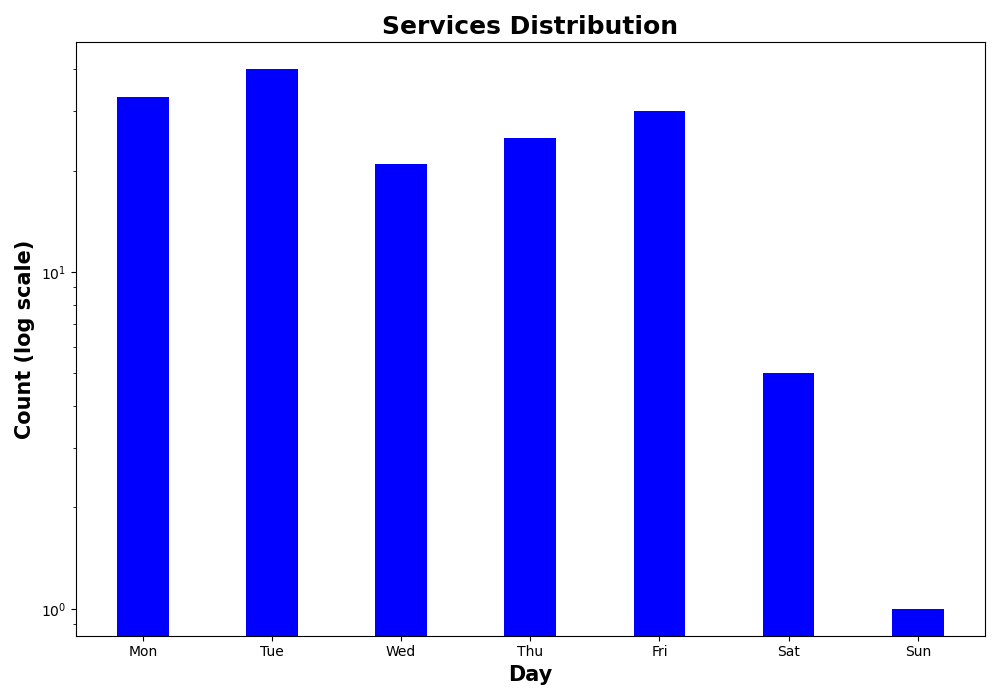 Services Distribution
Count (log scale)
10¹
10⁰
Mon Tue Wed Thu Fri Sat Sun
Day